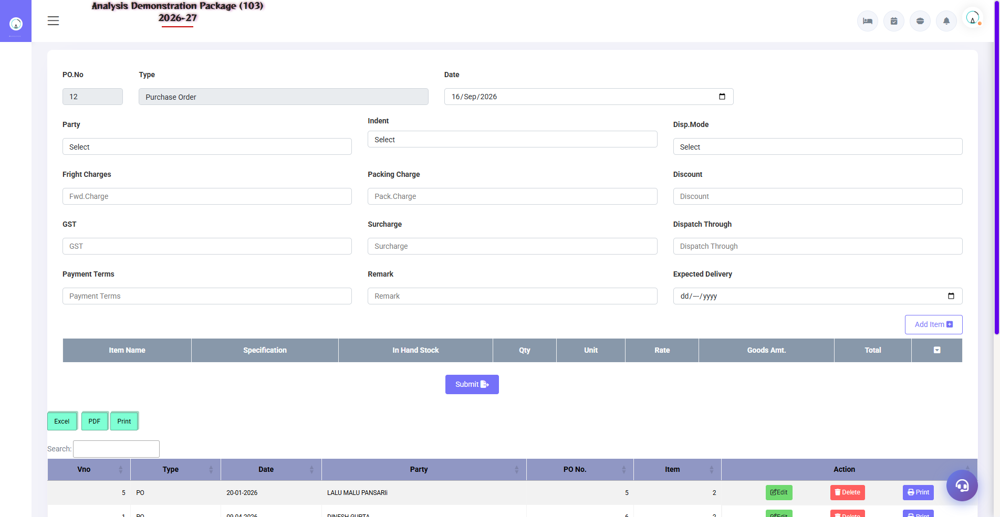 Analysis Demonstration Package (103)
2026-27
PO.No Type Date
12 Purchase Order 16/Sep/2026
Party Indent Disp.Mode
Select Select Select
Fright Charges Packing Charge Discount
Fwd.Charge Pack.Charge Discount
GST Surcharge Dispatch Through
GST Surcharge Dispatch Through
Payment Terms Remark Expected Delivery
Payment Terms Remark dd/---/yyyy
Add Item
Item Name Specification In Hand Stock Qty Unit Rate Goods Amt. Total
Submit
Excel PDF Print
Search:
Vno Type Date Party PO No. Item Action
5 PO 20-01-2026 LALU MALU PANSARIi 5 2 Edit Delete Print
1 PO 09-04-2026 DINESH GUPTA 6 2 Edit Delete Print